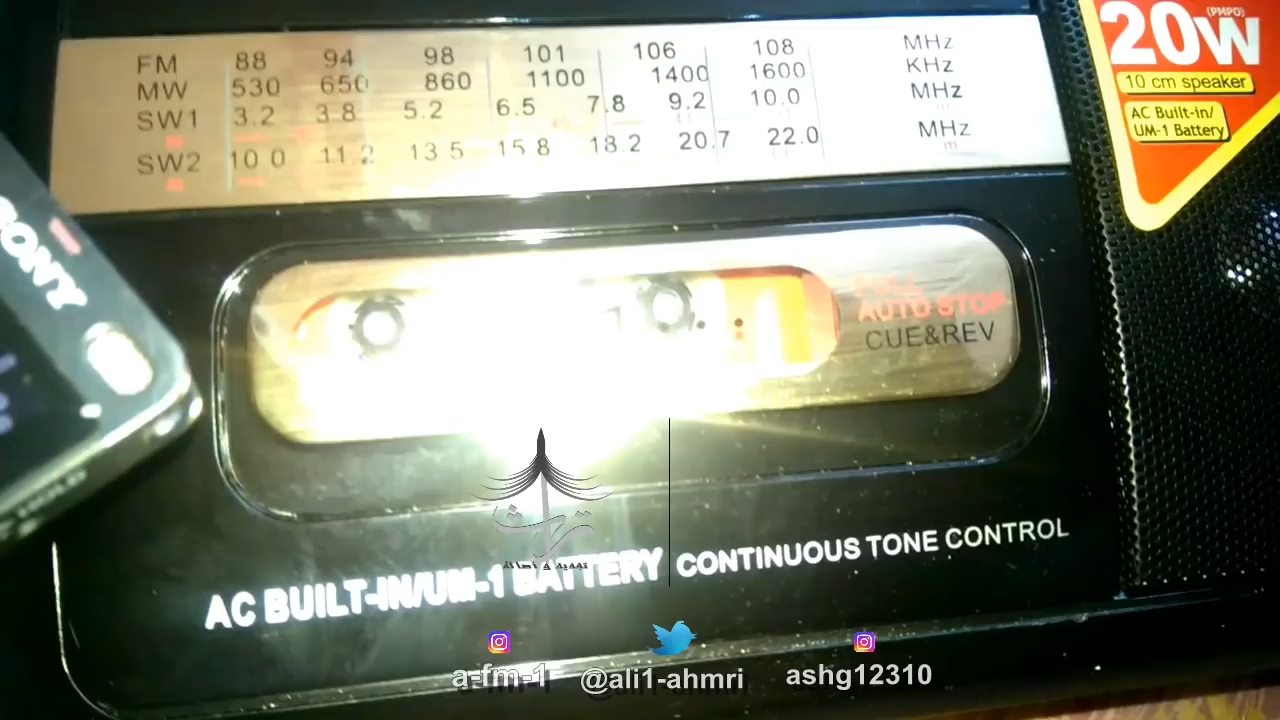 FM 88 94 98 101 106 108 MHz
MW 530 650 860 1100 1400 1600 KHz
SW1 3.2 3.8 5.2 6.5 7.8 9.2 10.0 MHz
SW2 10.0 11.2 13.5 15.8 18.2 20.7 22.0 MHz
20W (PMPO)
10 cm speaker
AC Built-in/
UM-1 Battery
SONY
FULL
AUTO STOP
CUE&REV
تراث
AC BUILT-IN/UM-1 BATTERY CONTINUOUS TONE CONTROL
a-fm-1 @ali1-ahmri ashg12310